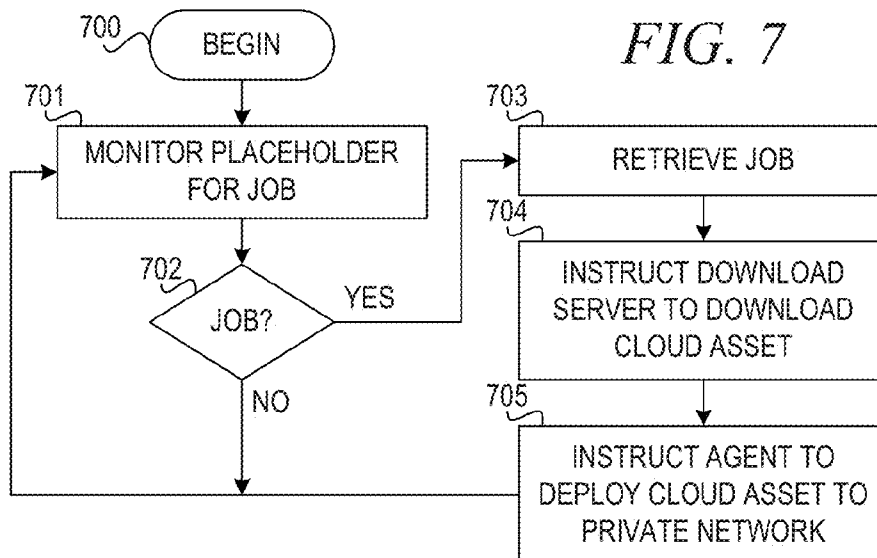 700
BEGIN
FIG. 7
701
MONITOR PLACEHOLDER
FOR JOB
702
JOB?
YES
NO
703
RETRIEVE JOB
704
INSTRUCT DOWNLOAD
SERVER TO DOWNLOAD
CLOUD ASSET
705
INSTRUCT AGENT TO
DEPLOY CLOUD ASSET TO
PRIVATE NETWORK